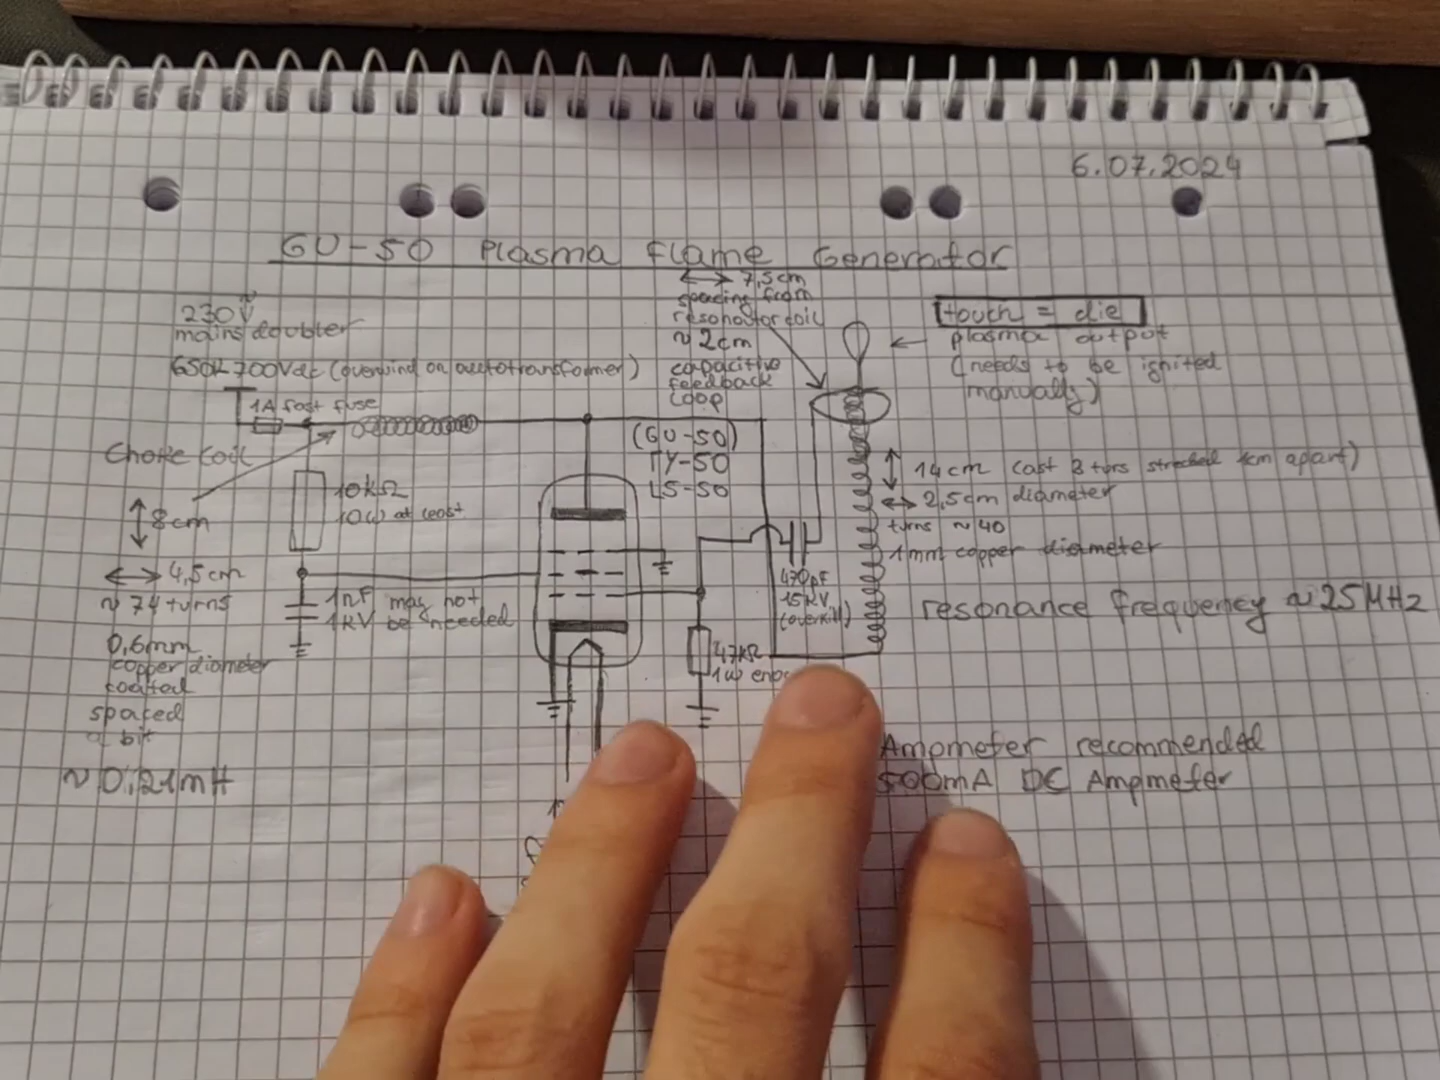 6.07.2024
GU-50 Plasma Flame Generator
230V
mains doubler
650V-700Vdc (overwind on autotransformer)
1A fast fuse
Choke Coil
8cm
4,5cm
~ 74 turns
0,6mm
copper diameter
coated
spaced
a bit
~ 0,21mH
10kΩ
10W at least
1nF may not
1kV be needed
(GU-50)
ГУ-50
LS-50
7,5cm
spacing from
resonator coil
~ 2cm
capacitive
feedback
loop
touch = die
plasma output
(needs to be ignited
manually)
14cm (last 3 turs streched 1cm apart)
2,5cm diameter
turns ~ 40
1mm copper diameter
470pF
15kV
(overkill)
47kΩ
1W
resonance frequency ~25MHz
Ampmeter recommended
500mA DC Ampmeter